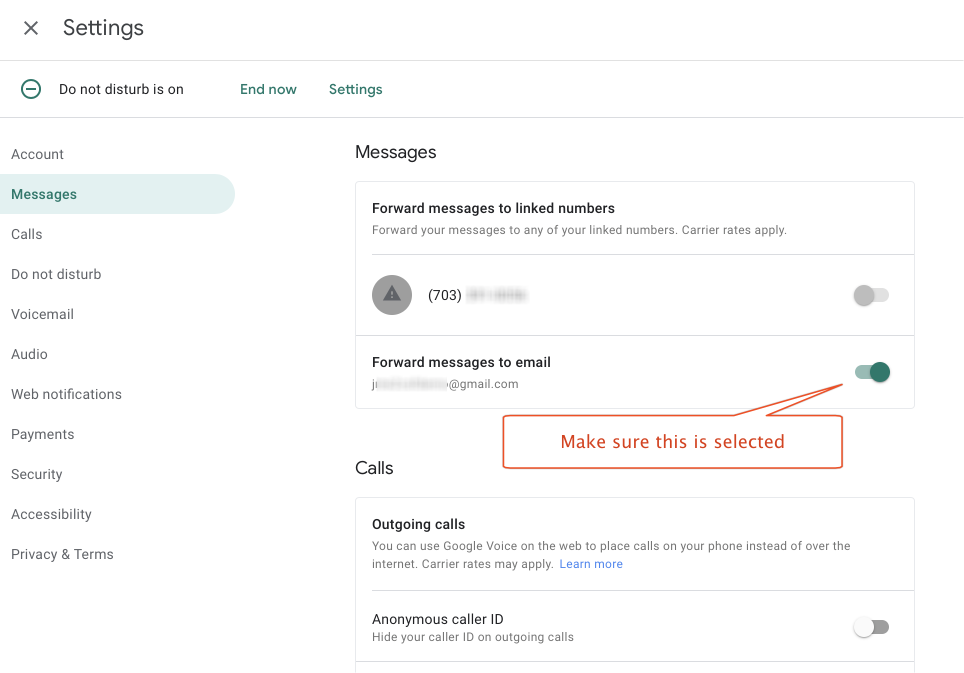 Settings
Do not disturb is on End now Settings
Account
Messages
Calls
Do not disturb
Voicemail
Audio
Web notifications
Payments
Security
Accessibility
Privacy & Terms
Messages
Forward messages to linked numbers
Forward your messages to any of your linked numbers. Carrier rates apply.
(703)
Forward messages to email
@gmail.com
Make sure this is selected
Calls
Outgoing calls
You can use Google Voice on the web to place calls on your phone instead of over the
internet. Carrier rates may apply. Learn more
Anonymous caller ID
Hide your caller ID on outgoing calls